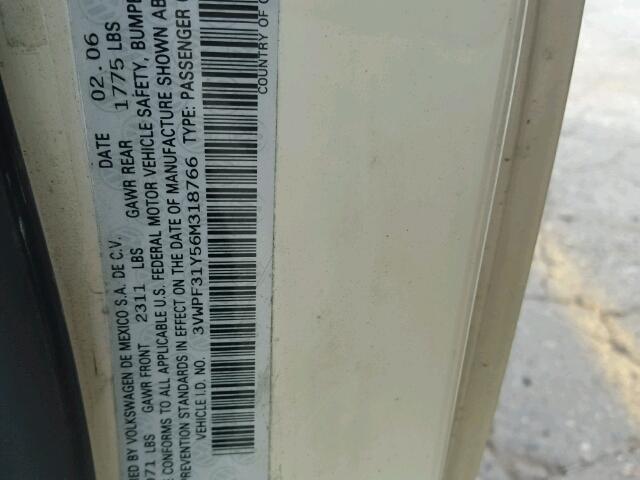 RED BY VOLKSWAGEN DE MEXICO S.A. DE C.V. DATE 02.06
971 LBS GAWR FRONT 2311 LBS GAWR REAR 1775 LBS
CONFORMS TO ALL APPLICABLE U.S. FEDERAL MOTOR VEHICLE SAFETY, BUMPE
PREVENTION STANDARDS IN EFFECT ON THE DATE OF MANUFACTURE SHOWN AB
VEHICLE I.D. NO. 3VWPF31Y56M318766 TYPE: PASSENGER
COUNTRY OF O